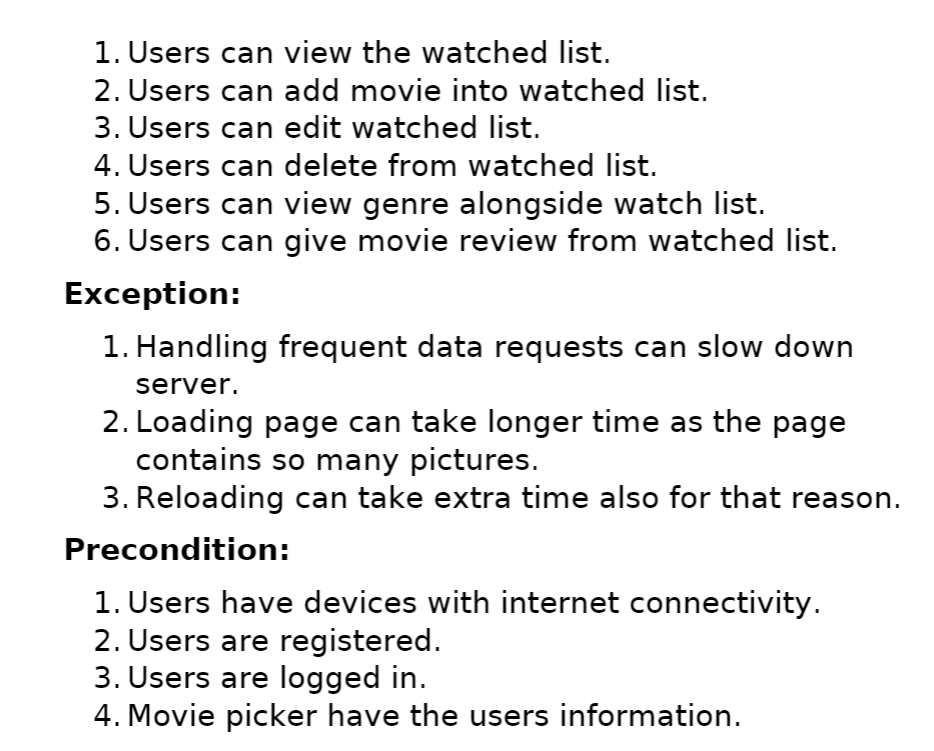 1. Users can view the watched list.
2. Users can add movie into watched list.
3. Users can edit watched list.
4. Users can delete from watched list.
5. Users can view genre alongside watch list.
6. Users can give movie review from watched list.
Exception:
1. Handling frequent data requests can slow down
server.
2. Loading page can take longer time as the page
contains so many pictures.
3. Reloading can take extra time also for that reason.
Precondition:
1. Users have devices with internet connectivity.
2. Users are registered.
3. Users are logged in.
4. Movie picker have the users information.